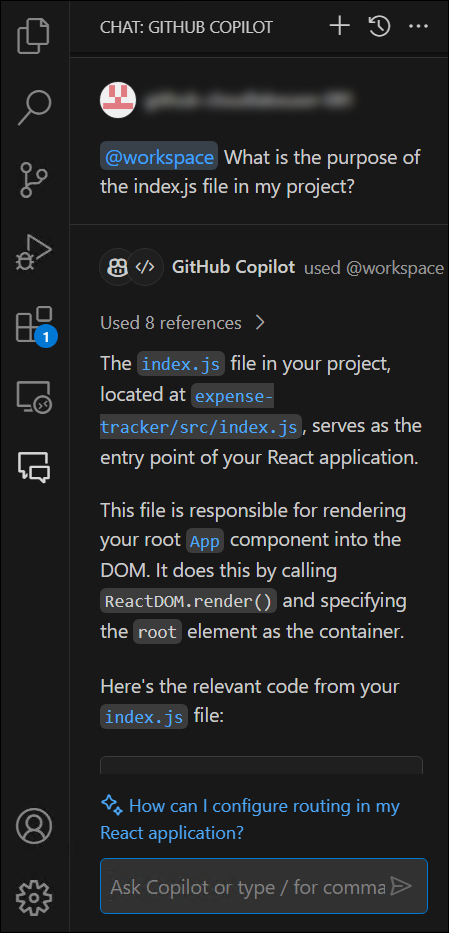 CHAT: GITHUB COPILOT
@workspace What is the purpose of
the index.js file in my project?
GitHub Copilot used @workspace
Used 8 references
The index.js file in your project,
located at expense-
tracker/src/index.js, serves as the
entry point of your React application.
This file is responsible for rendering
your root App component into the
DOM. It does this by calling
ReactDOM.render() and specifying
the root element as the container.
Here's the relevant code from your
index.js file:
How can I configure routing in my
React application?
Ask Copilot or type / for comma
1